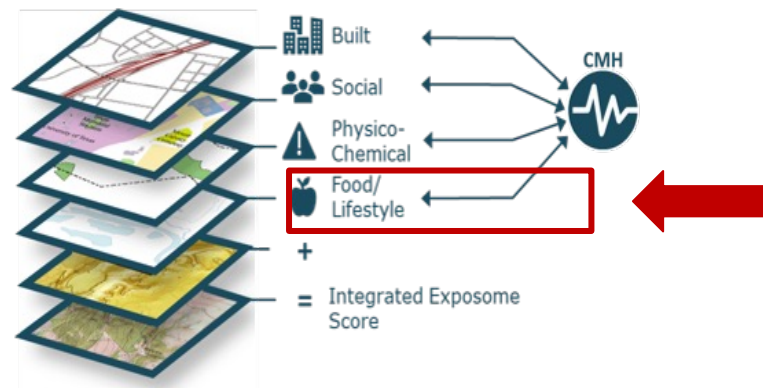 Built
CMH
Social
Physico-
Chemical
Food/
Lifestyle
+
= Integrated Exposome
Score